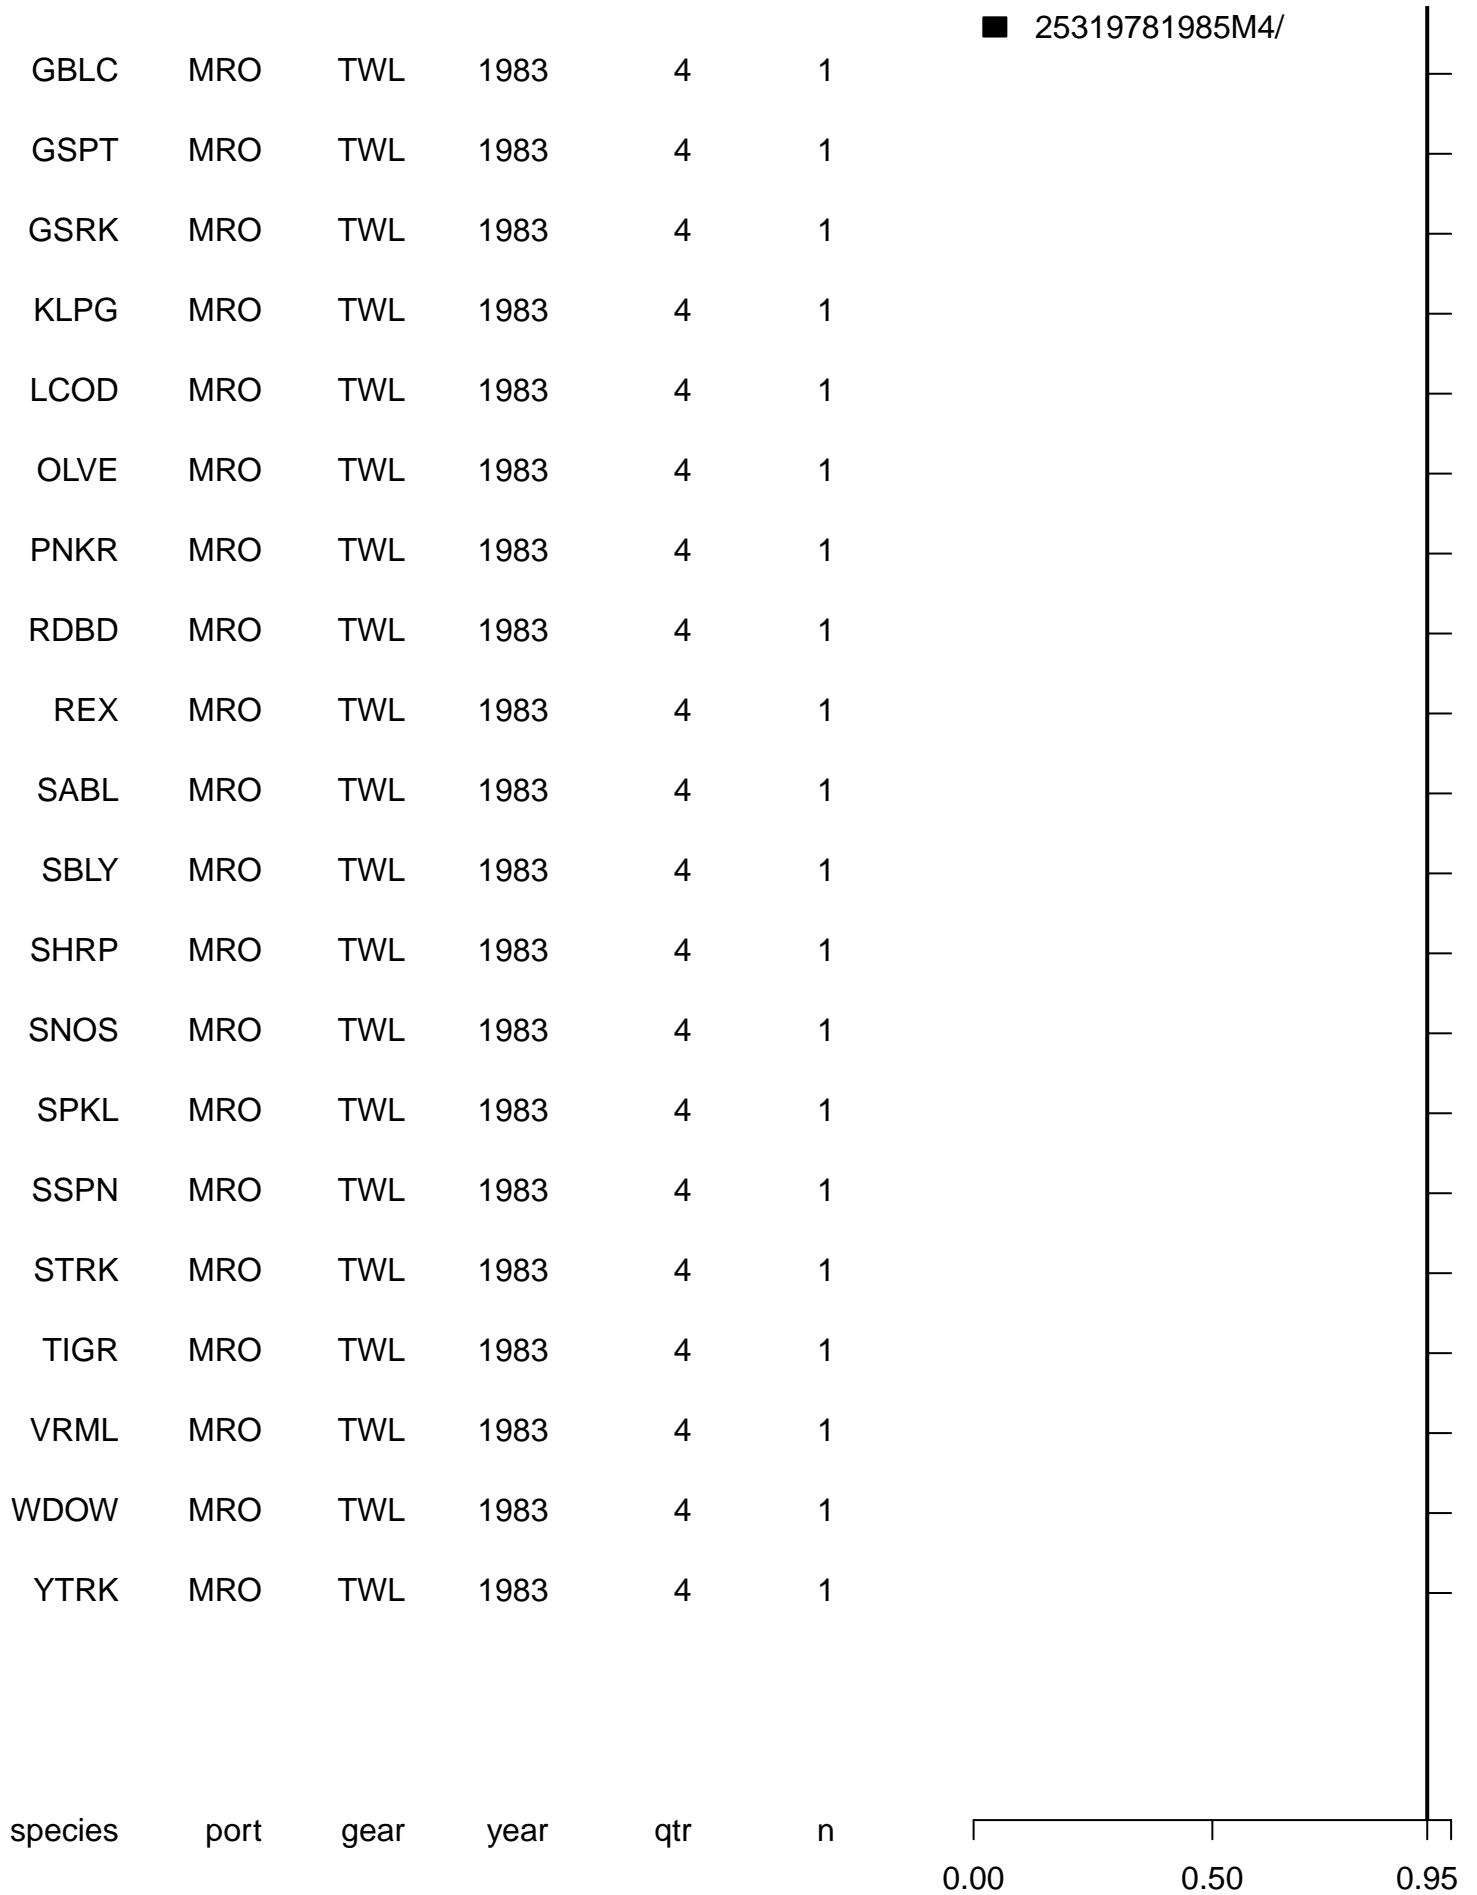 25319781985M4/
GBLC MRO TWL 1983 4 1
GSPT MRO TWL 1983 4 1
GSRK MRO TWL 1983 4 1
KLPG MRO TWL 1983 4 1
LCOD MRO TWL 1983 4 1
OLVE MRO TWL 1983 4 1
PNKR MRO TWL 1983 4 1
RDBD MRO TWL 1983 4 1
REX MRO TWL 1983 4 1
SABL MRO TWL 1983 4 1
SBLY MRO TWL 1983 4 1
SHRP MRO TWL 1983 4 1
SNOS MRO TWL 1983 4 1
SPKL MRO TWL 1983 4 1
SSPN MRO TWL 1983 4 1
STRK MRO TWL 1983 4 1
TIGR MRO TWL 1983 4 1
VRML MRO TWL 1983 4 1
WDOW MRO TWL 1983 4 1
YTRK MRO TWL 1983 4 1
species port gear year qtr n
0.00 0.50 0.95